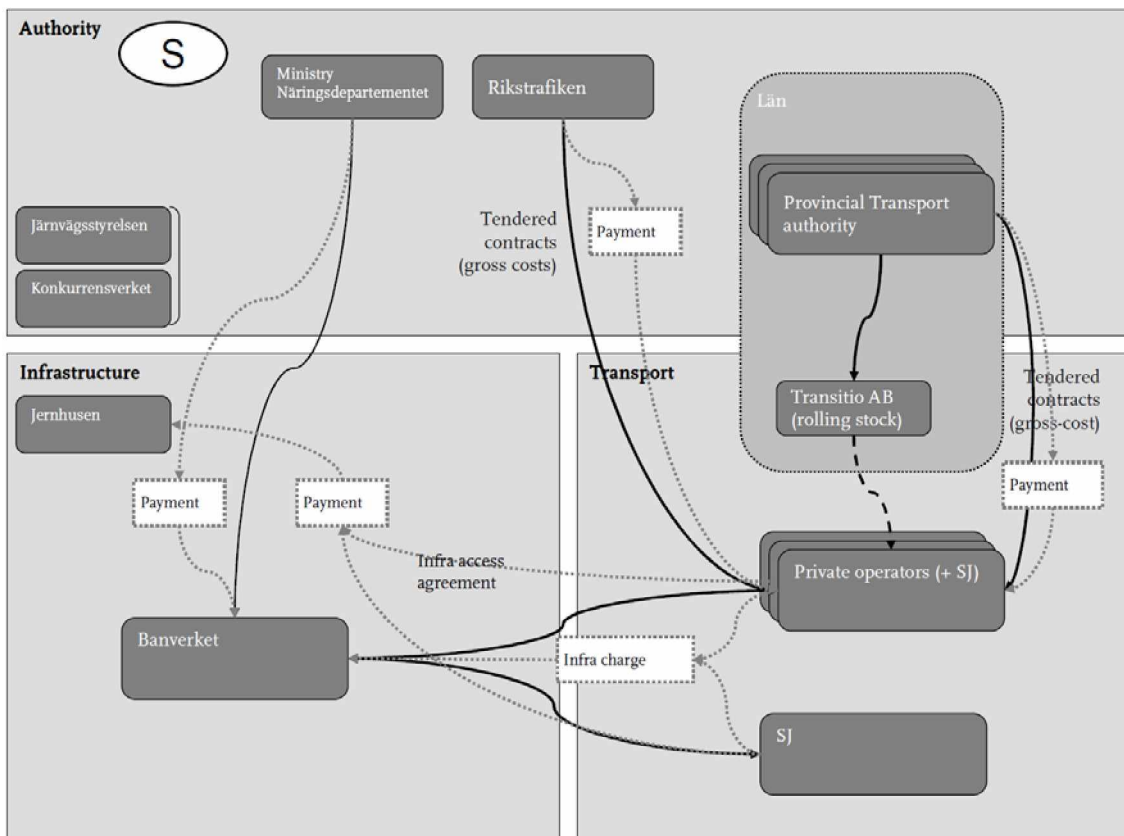 Authority
S
Ministry
Näringsdepartementet
Rikstrafiken
Län
Järnvägsstyrelsen
Konkurrensverket
Tendered
contracts
(gross costs)
Payment
Provincial Transport
authority
Infrastructure
Jernhusen
Payment
Payment
Infra access
agreement
Banverket
Transport
Transitio AB
(rolling stock)
Tendered
contracts
(gross-cost)
Payment
Private operators (+ SJ)
Infra charge
SJ